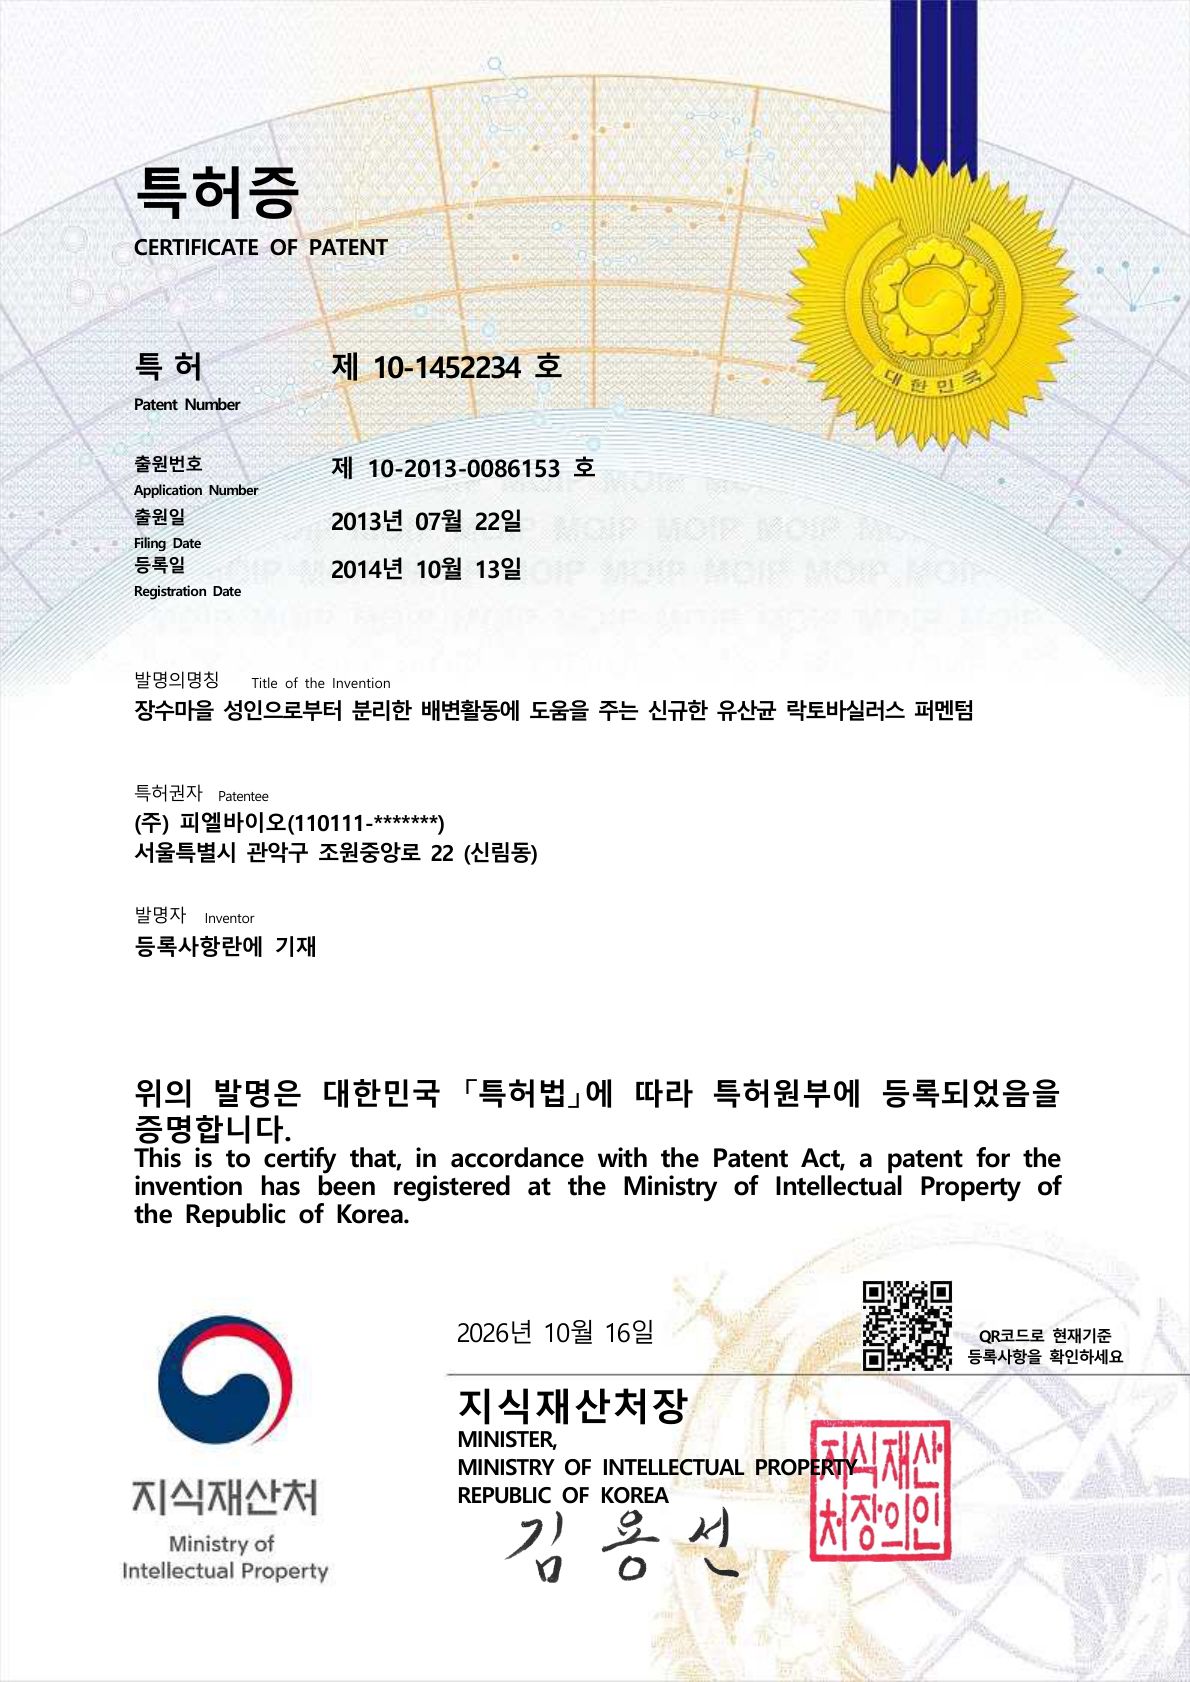 특허증
CERTIFICATE OF PATENT
대한민국
특 허 제 10-1452234 호
Patent Number
출원번호 제 10-2013-0086153 호
Application Number
출원일 2013년 07월 22일
Filing Date
등록일 2014년 10월 13일
Registration Date
발명의명칭 Title of the Invention
장수마을 성인으로부터 분리한 배변활동에 도움을 주는 신규한 유산균 락토바실러스 퍼멘텀
특허권자 Patentee
(주) 피엘바이오(110111-*******)
서울특별시 관악구 조원중앙로 22 (신림동)
발명자 Inventor
등록사항란에 기재
위의 발명은 대한민국 「특허법」에 따라 특허원부에 등록되었음을
증명합니다.
This is to certify that, in accordance with the Patent Act, a patent for the
invention has been registered at the Ministry of Intellectual Property of
the Republic of Korea.
2026년 10월 16일
QR코드로 현재기준
등록사항을 확인하세요
지식재산처장
MINISTER,
MINISTRY OF INTELLECTUAL PROPERTY
REPUBLIC OF KOREA
김 용 선
지식재산
처장의인
지식재산처
Ministry of
Intellectual Property